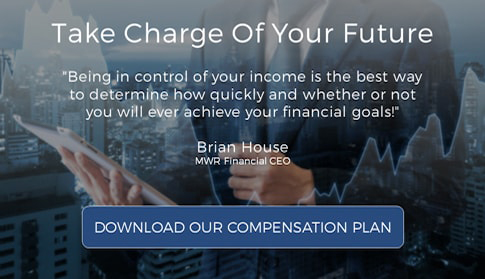 Take Charge Of Your Future
"Being in control of your income is the best way
to determine how quickly and whether or not
you will ever achieve your financial goals!"
Brian House
MWR Financial CEO
DOWNLOAD OUR COMPENSATION PLAN